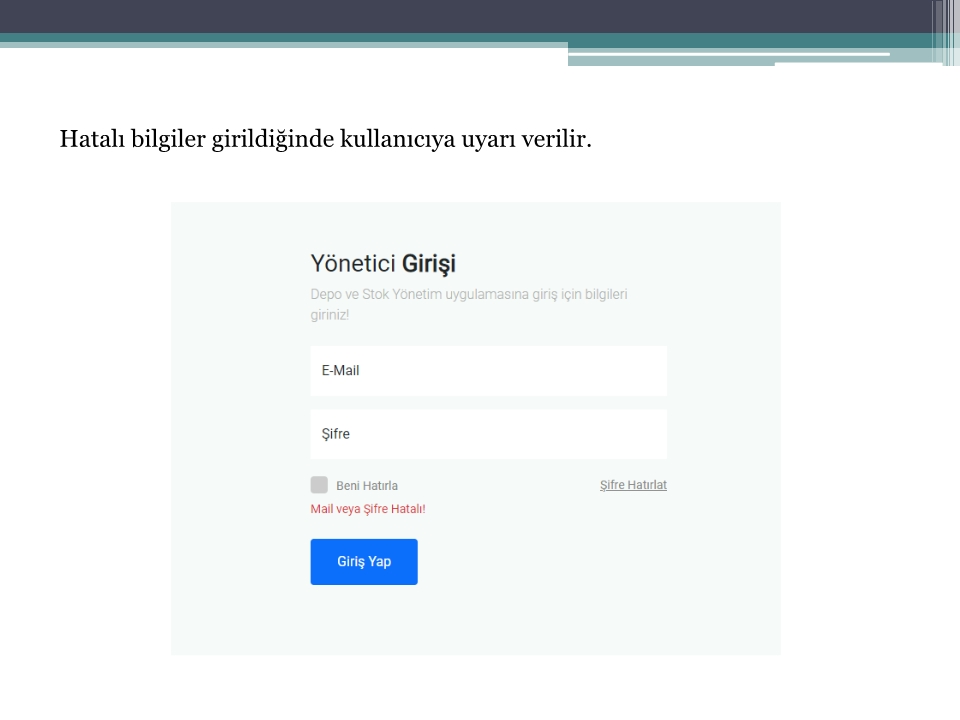 Hatalı bilgiler girildiğinde kullanıcıya uyarı verilir.
Yönetici Girişi
Depo ve Stok Yönetim uygulamasına giriş için bilgileri
giriniz!
E-Mail
Şifre
Beni Hatırla
Şifre Hatırlat
Mail veya Şifre Hatalı!
Giriş Yap